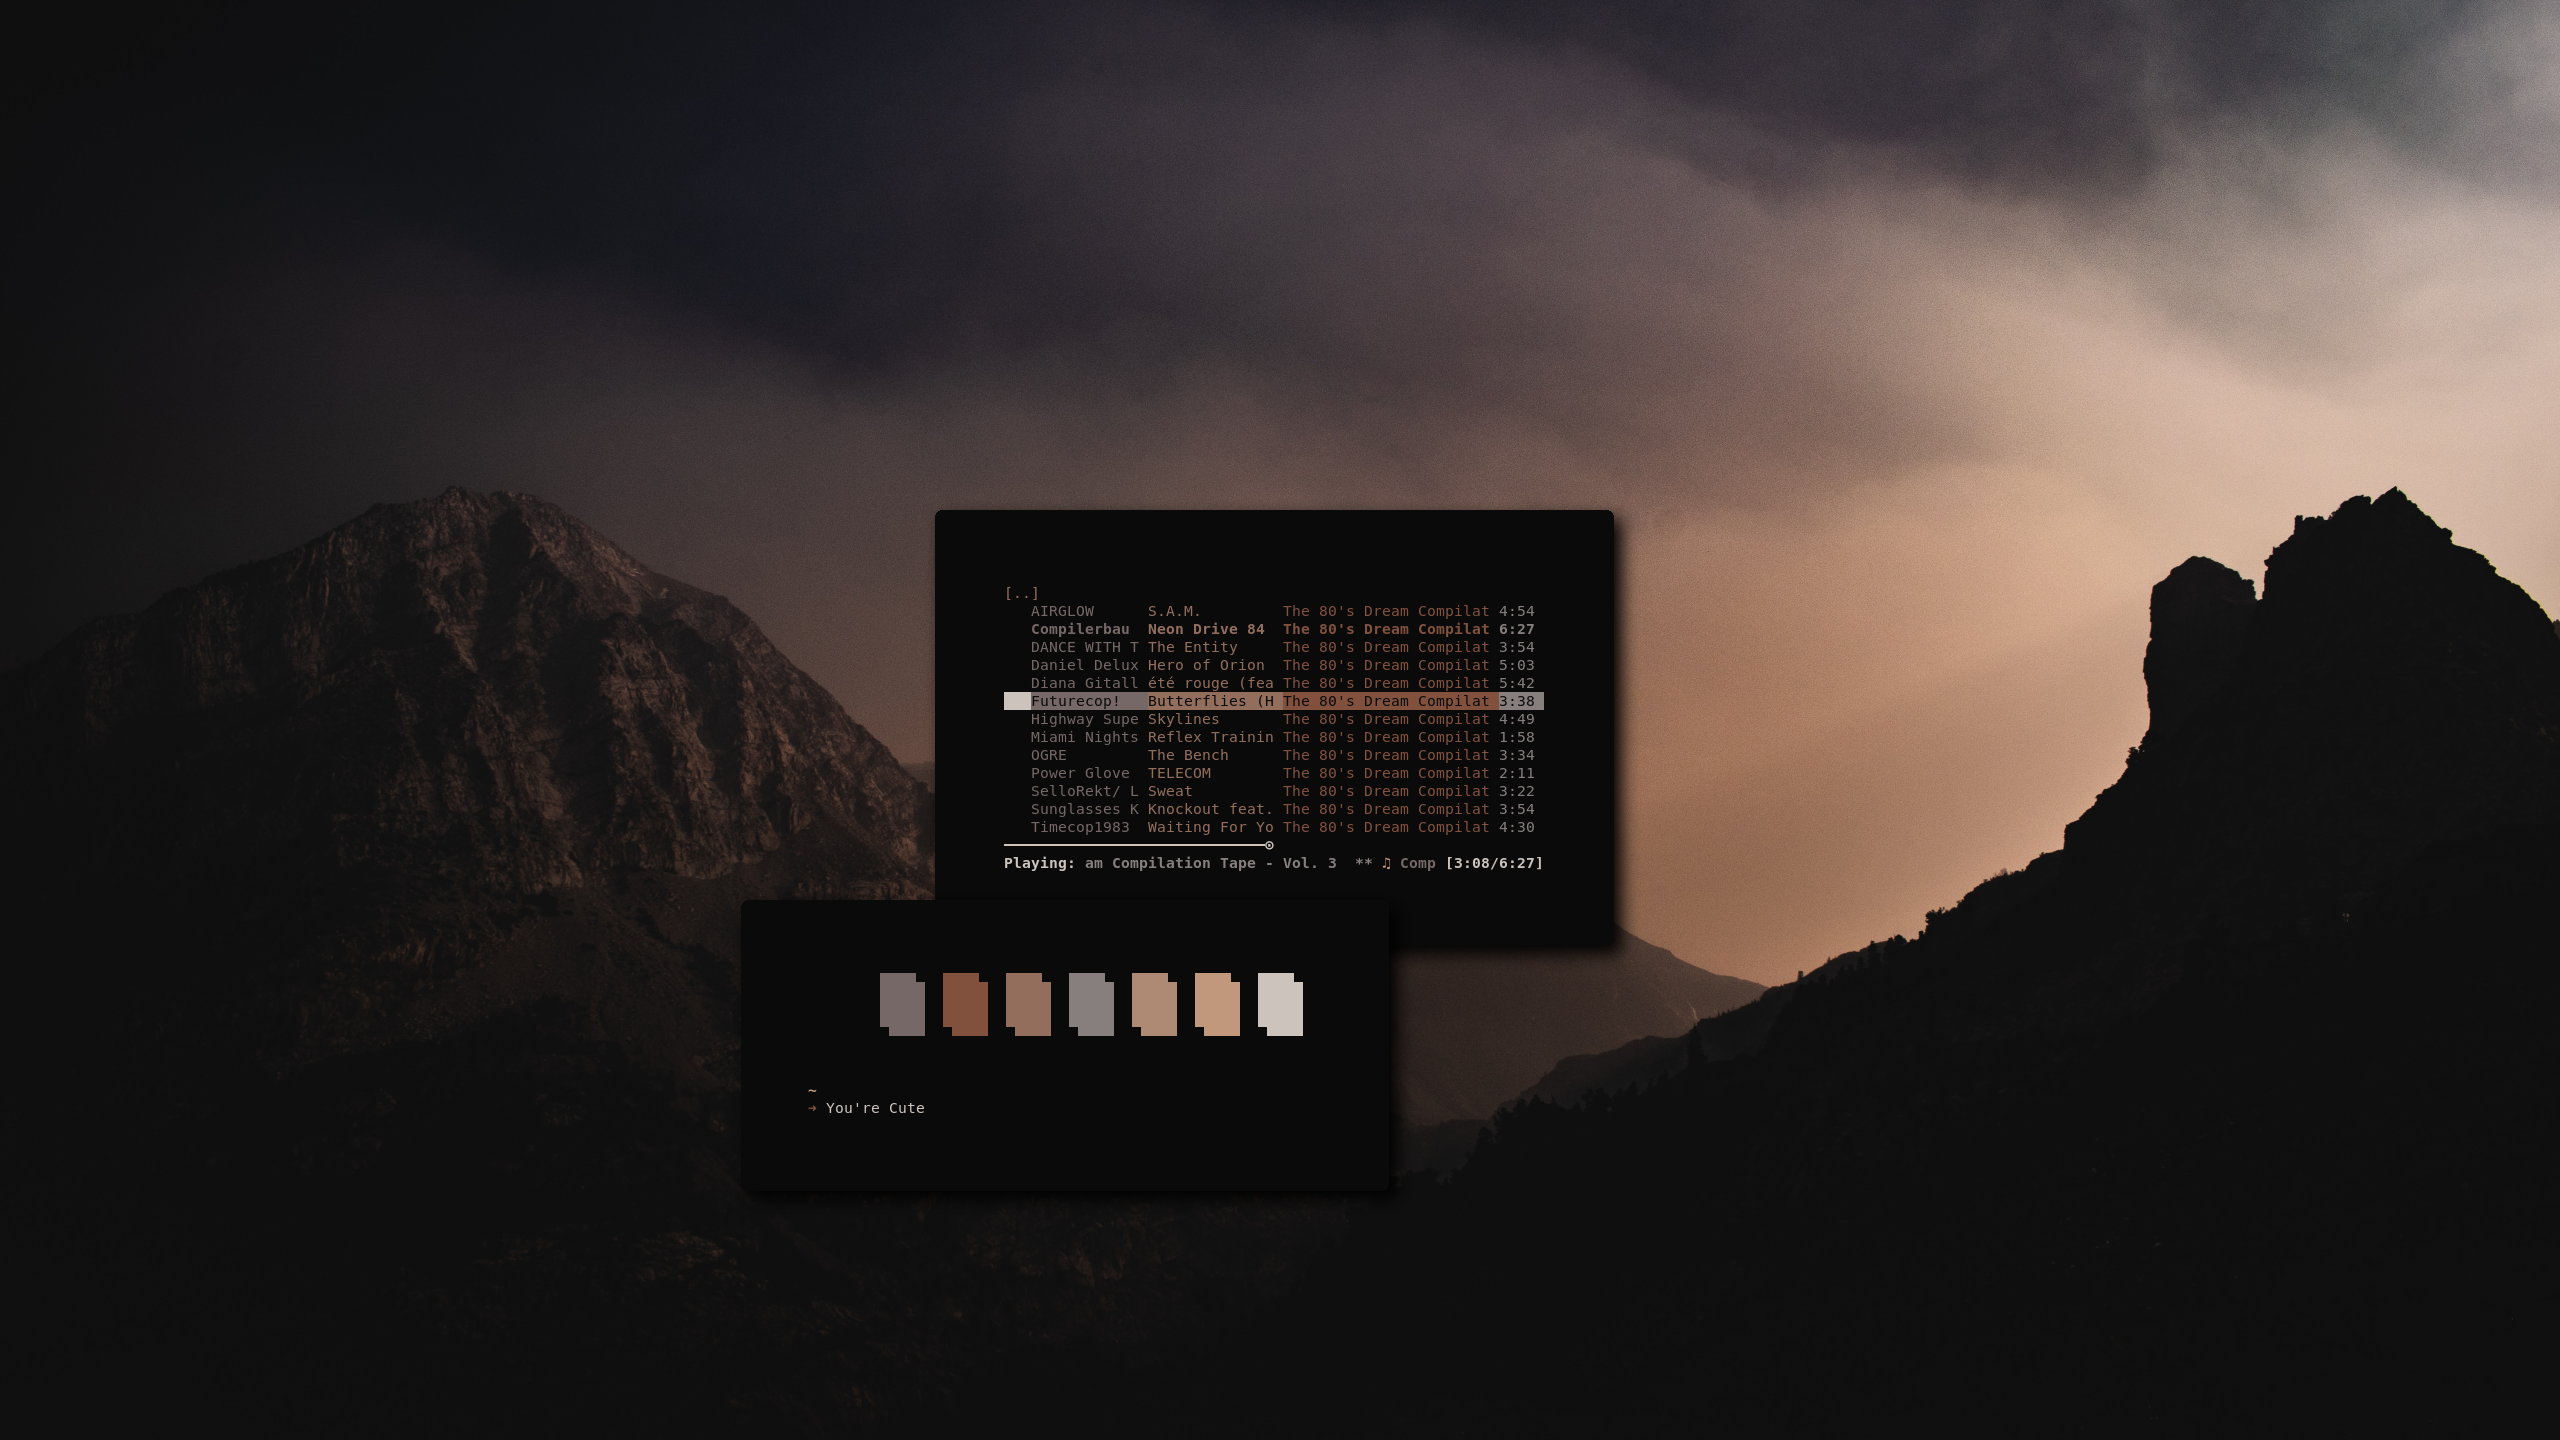 [..]
AIRGLOW S.A.M. The 80's Dream Compilat 4:54
Compilerbau Neon Drive 84 The 80's Dream Compilat 6:27
DANCE WITH T The Entity The 80's Dream Compilat 3:54
Daniel Delux Hero of Orion The 80's Dream Compilat 5:03
Diana Gitall été rouge (fea The 80's Dream Compilat 5:42
Futurecop! Butterflies (H The 80's Dream Compilat 3:38
Highway Supe Skylines The 80's Dream Compilat 4:49
Miami Nights Reflex Trainin The 80's Dream Compilat 1:58
OGRE The Bench The 80's Dream Compilat 3:34
Power Glove TELECOM The 80's Dream Compilat 2:11
SelloRekt/ L Sweat The 80's Dream Compilat 3:22
Sunglasses K Knockout feat. The 80's Dream Compilat 3:54
Timecop1983 Waiting For Yo The 80's Dream Compilat 4:30
Playing: am Compilation Tape - Vol. 3 ** ♫ Comp [3:08/6:27]
~
➜ You're Cute